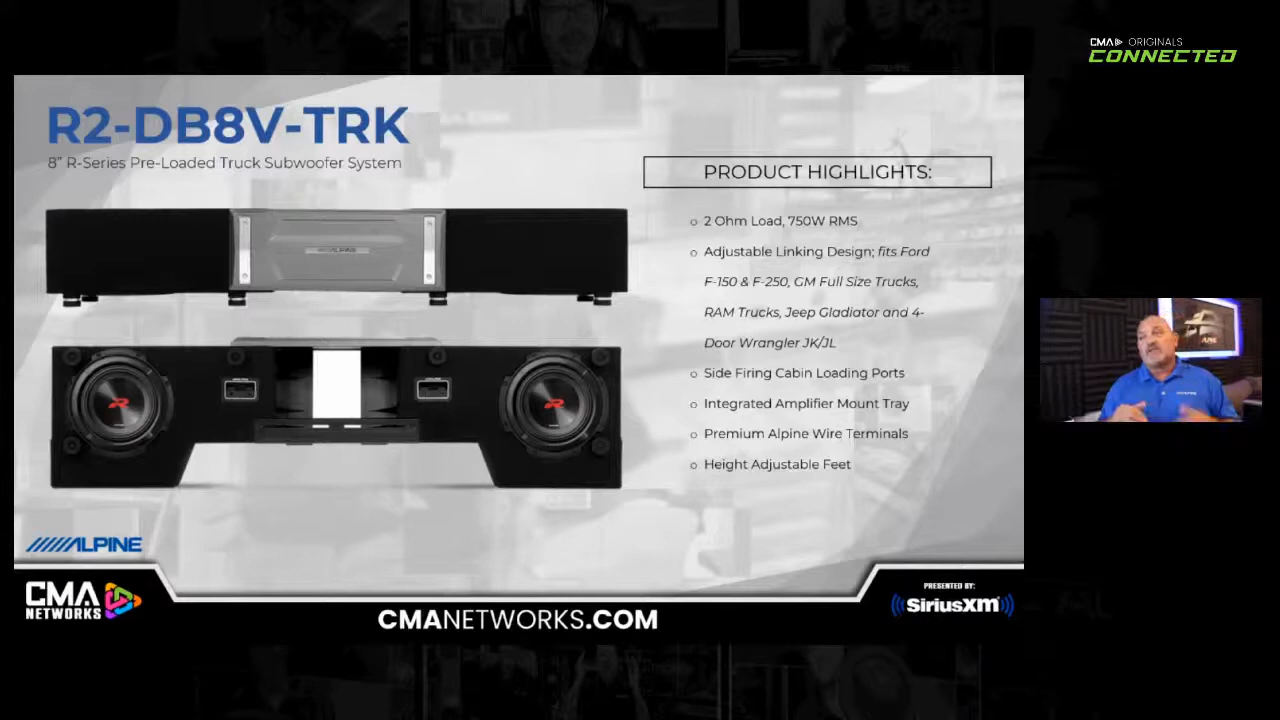 CMA ORIGINALS
CONNECTED
R2-DB8V-TRK
8” R-Series Pre-Loaded Truck Subwoofer System
PRODUCT HIGHLIGHTS:
2 Ohm Load, 750W RMS
Adjustable Linking Design; fits Ford
F-150 & F-250, GM Full Size Trucks,
RAM Trucks, Jeep Gladiator and 4-
Door Wrangler JK/JL
Side Firing Cabin Loading Ports
Integrated Amplifier Mount Tray
Premium Alpine Wire Terminals
Height Adjustable Feet
ALPINE
R
R
ALPINE
CMA
NETWORKS
CMANETWORKS.COM
PRESENTED BY:
SiriusXM